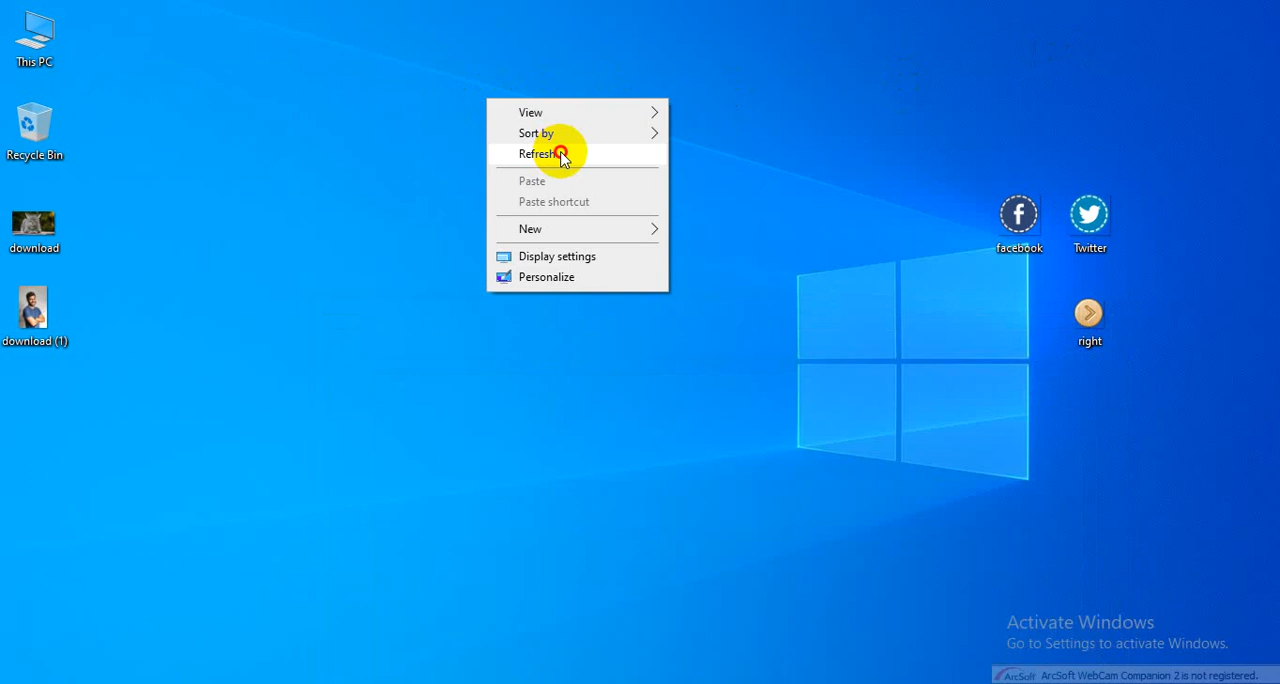 This PC
Recycle Bin
download
download (1)
View
Sort by
Refresh
Paste
Paste shortcut
New
Display settings
Personalize
facebook
Twitter
right
Activate Windows
Go to Settings to activate Windows.
ArcSoft ArcSoft WebCam Companion 2 is not registered.